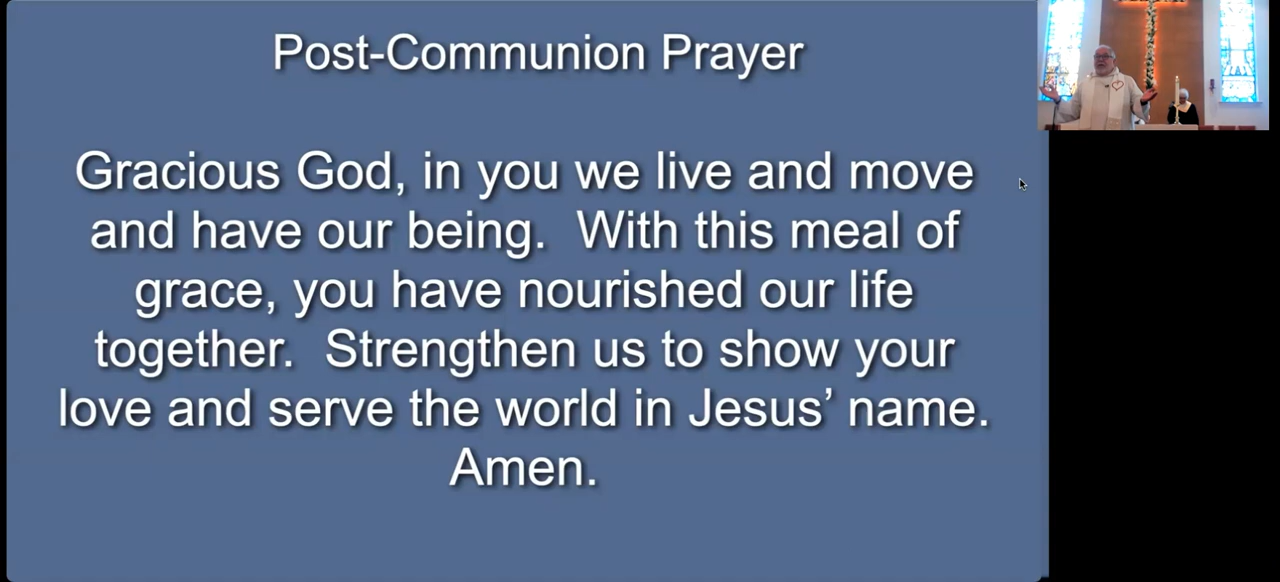 Post-Communion Prayer
Gracious God, in you we live and move
and have our being.  With this meal of
grace, you have nourished our life
together.  Strengthen us to show your
love and serve the world in Jesus’ name.
Amen.